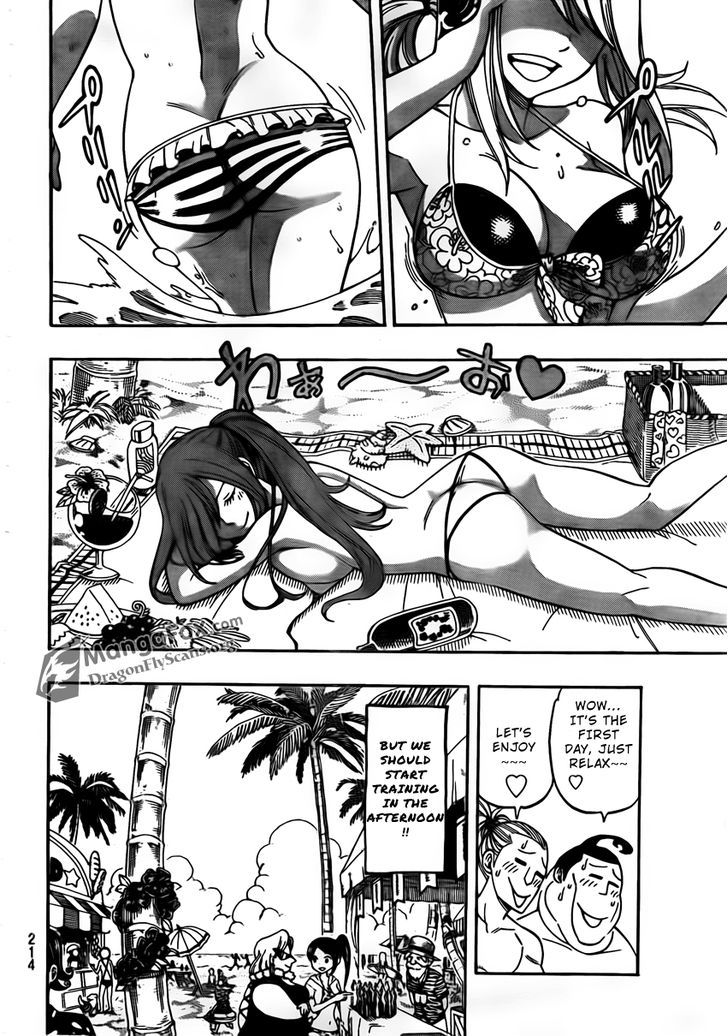 わぁ～お♡
MangaFox.com
DragonFlyScans.org
WOW...
IT'S THE
FIRST
DAY, JUST
RELAX~~
♡
LET'S
ENJOY
~~~
♡
BUT WE
SHOULD
START
TRAINING
IN THE
AFTERNOON
!!
214